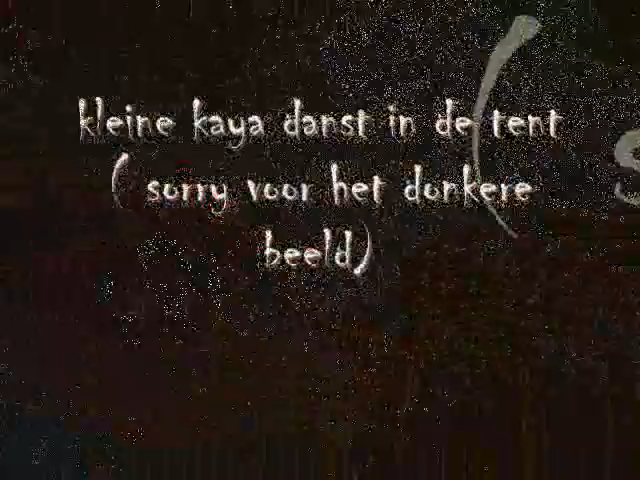 kleine kaya danst in de tent
( sorry voor het donkere
beeld)